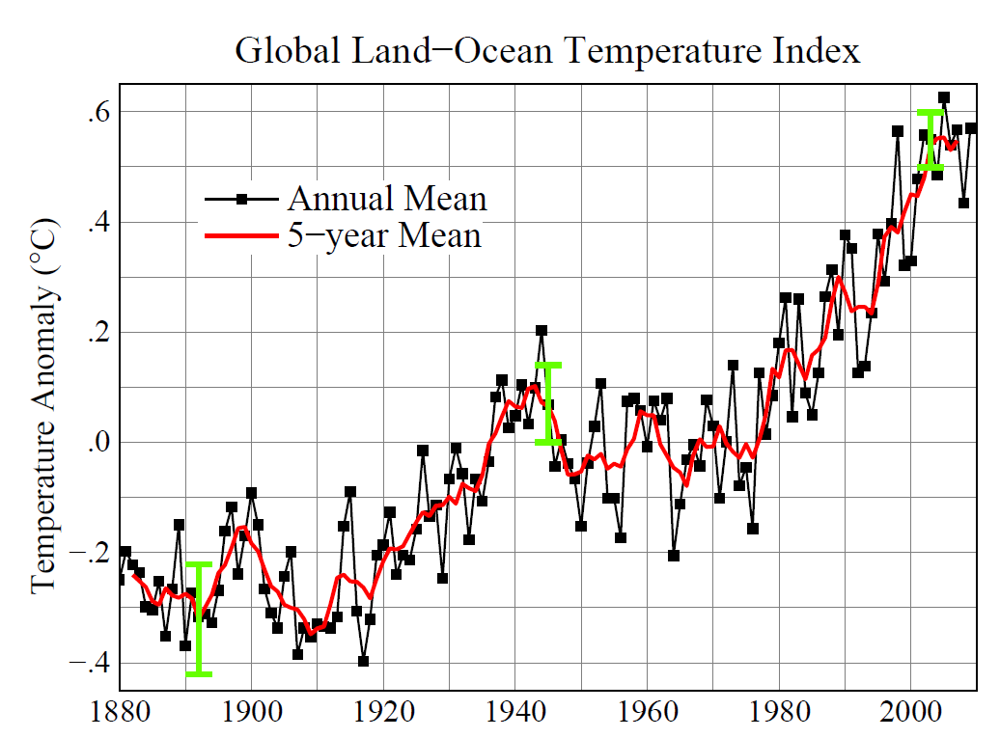 Global Land−Ocean Temperature Index
.6
.4
.2
.0
−.2
−.4
Temperature Anomaly (°C)
Annual Mean
5−year Mean
1880 1900 1920 1940 1960 1980 2000